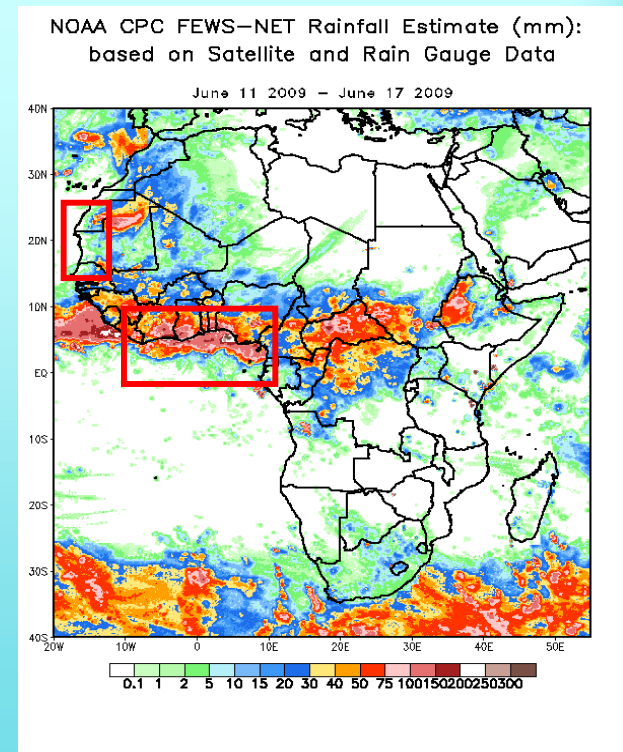 NOAA CPC FEWS–NET Rainfall Estimate (mm):
based on Satellite and Rain Gauge Data
June 11 2009 – June 17 2009
40N
30N
20N
10N
EQ
10S
20S
30S
40S
20W 10W 0 10E 20E 30E 40E 50E
0.1 1 2 5 10 15 20 30 40 50 75 100 150 200 250 300